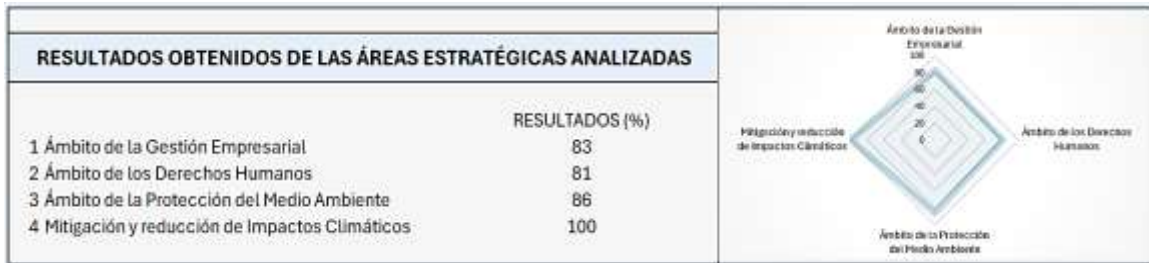 RESULTADOS OBTENIDOS DE LAS ÁREAS ESTRATÉGICAS ANALIZADAS
RESULTADOS (%)
1 Ámbito de la Gestión Empresarial 83
2 Ámbito de los Derechos Humanos 81
3 Ámbito de la Protección del Medio Ambiente 86
4 Mitigación y reducción de Impactos Climáticos 100
Ámbito de la Gestión
Empresarial
100
80
60
40
20
0
Mitigación y reducción
de Impactos Climáticos
Ámbito de los Derechos
Humanos
Ámbito de la Protección
del Medio Ambiente